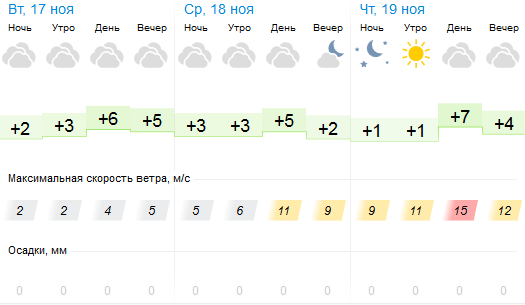 Вт, 17 ноя Ср, 18 ноя Чт, 19 ноя
Ночь Утро День Вечер Ночь Утро День Вечер Ночь Утро День Вечер
+2 +3 +6 +5 +3 +3 +5 +2 +1 +1 +7 +4
Максимальная скорость ветра, м/с
2 2 4 5 5 6 11 9 9 11 15 12
Осадки, мм
0 0 0 0 0 0 0 0 0 0 0 0